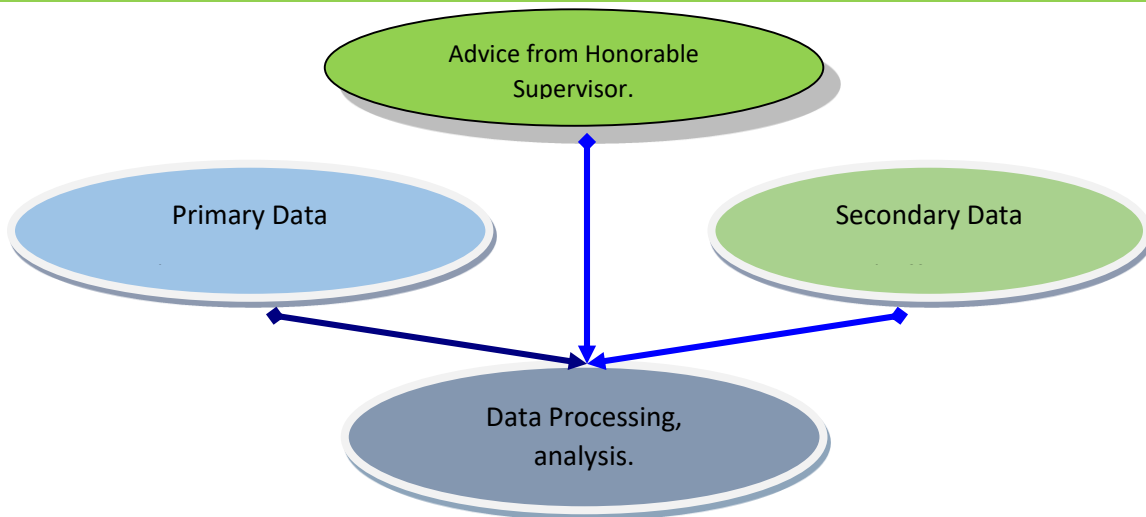 Advice from Honorable
Supervisor.
Primary Data
Secondary Data
Data Processing,
analysis.